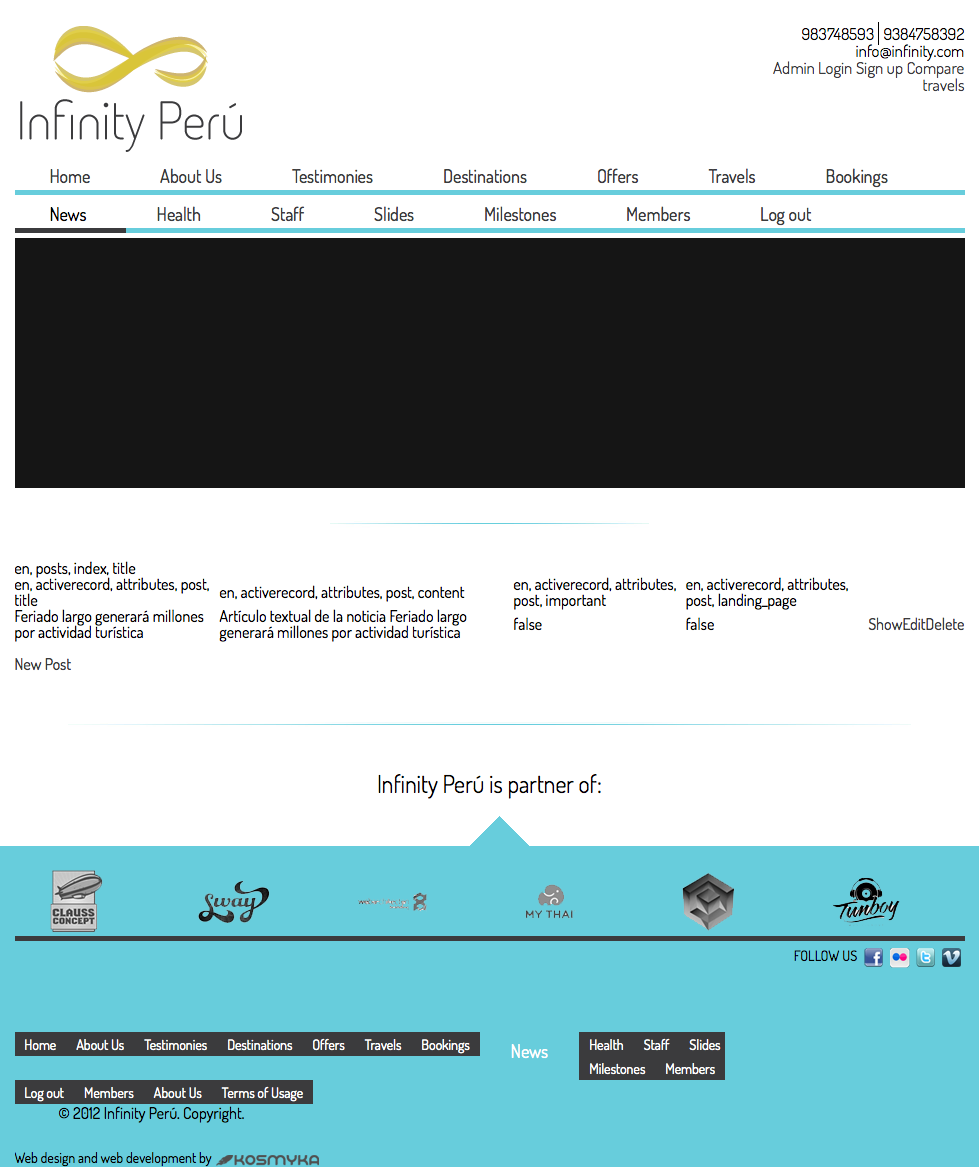 Infinity Perú
983748593 | 9384758392
info@infinity.com
Admin Login Sign up Compare
travels
Home About Us Testimonies Destinations Offers Travels Bookings
News Health Staff Slides Milestones Members Log out
en, posts, index, title
en, activerecord, attributes, post,
title
en, activerecord, attributes, post, content
en, activerecord, attributes,
post, important
en, activerecord, attributes,
post, landing_page
Feriado largo generará millones
por actividad turística
Artículo textual de la noticia Feriado largo
generará millones por actividad turística
false
false
ShowEditDelete
New Post
Infinity Perú is partner of:
CLAUSS
CONCEPT
Sway
MY THAI
Tunboy
FOLLOW US
Home About Us Testimonies Destinations Offers Travels Bookings
News
Health Staff Slides
Milestones Members
Log out Members About Us Terms of Usage
© 2012 Infinity Perú. Copyright.
Web design and web development by KOSMYKA